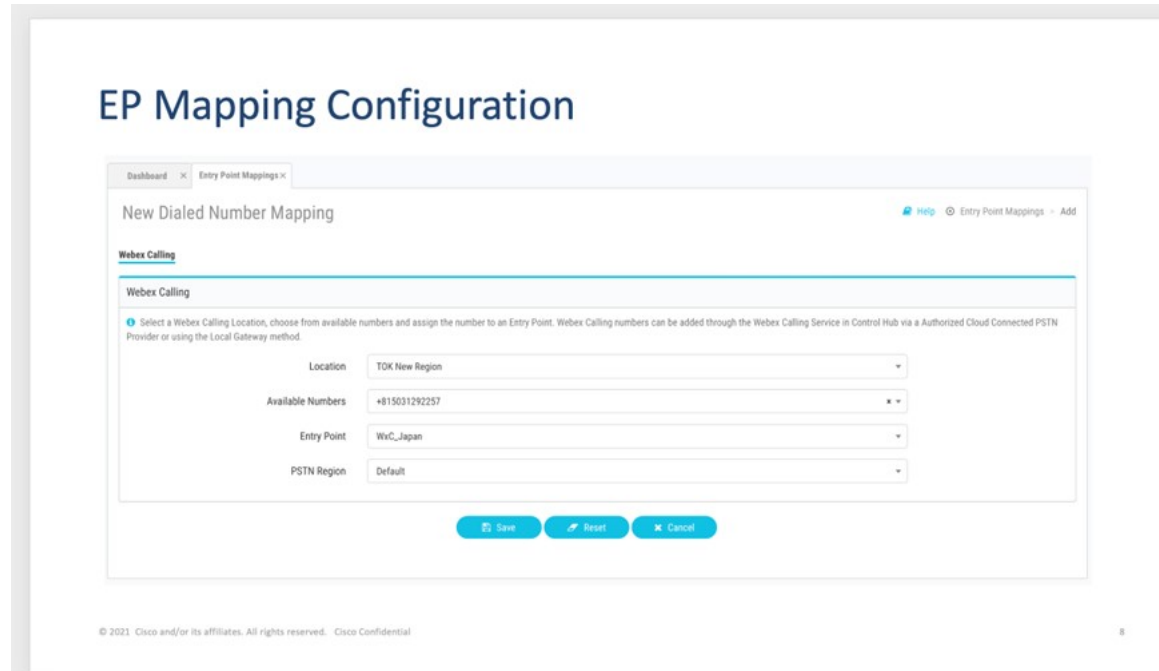 EP Mapping Configuration
Dashboard × Entry Point Mappings ×
New Dialed Number Mapping
Help Entry Point Mappings > Add
Webex Calling
Webex Calling
Select a Webex Calling Location, choose from available numbers and assign the number to an Entry Point. Webex Calling numbers can be added through the Webex Calling Service in Control Hub via a Authorized Cloud Connected PSTN
Provider or using the Local Gateway method.
Location TOK New Region
Available Numbers +815031292257
Entry Point WxC_Japan
PSTN Region Default
Save Reset Cancel
© 2021 Cisco and/or its affiliates. All rights reserved. Cisco Confidential 8